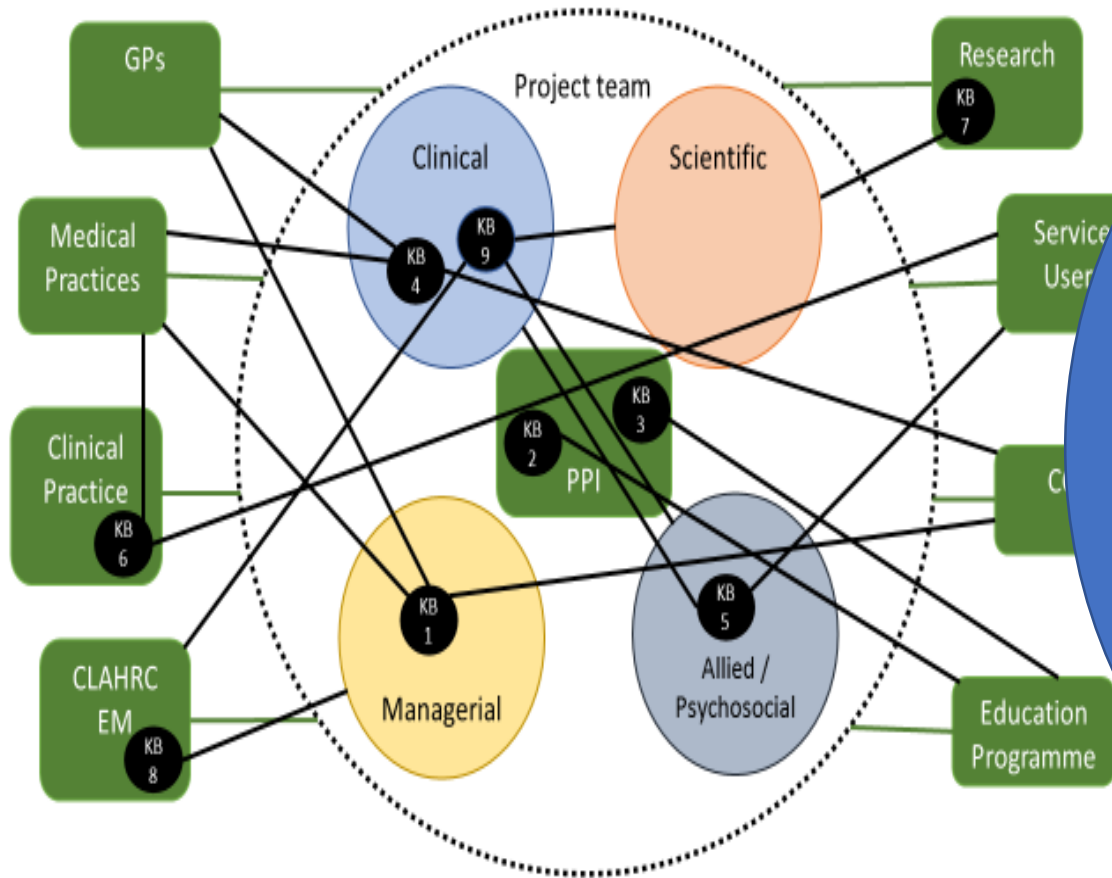 GPs
Project team
Research
KB
7
Clinical
Scientific
Medical
Practices
KB
9
KB
4
Service
User
KB
3
KB
2
PPI
Clinical
Practice
KB
6
KB
1
KB
5
Managerial
Allied /
Psychosocial
CLAHRC
EM
KB
8
Education
Programme